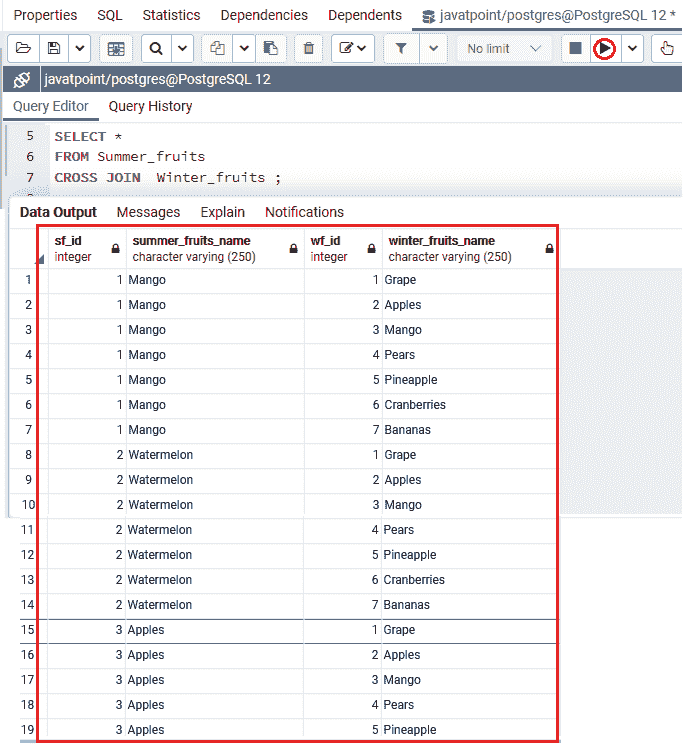 Properties SQL Statistics Dependencies Dependents javatpoint/postgres@PostgreSQL 12 *
No limit
javatpoint/postgres@PostgreSQL 12
Query Editor Query History
5 SELECT *
6 FROM Summer_fruits
7 CROSS JOIN Winter_fruits ;
Data Output Messages Explain Notifications
sf_id summer_fruits_name wf_id winter_fruits_name
integer character varying (250) integer character varying (250)
1 1 Mango 1 Grape
2 1 Mango 2 Apples
3 1 Mango 3 Mango
4 1 Mango 4 Pears
5 1 Mango 5 Pineapple
6 1 Mango 6 Cranberries
7 1 Mango 7 Bananas
8 2 Watermelon 1 Grape
9 2 Watermelon 2 Apples
10 2 Watermelon 3 Mango
11 2 Watermelon 4 Pears
12 2 Watermelon 5 Pineapple
13 2 Watermelon 6 Cranberries
14 2 Watermelon 7 Bananas
15 3 Apples 1 Grape
16 3 Apples 2 Apples
17 3 Apples 3 Mango
18 3 Apples 4 Pears
19 3 Apples 5 Pineapple